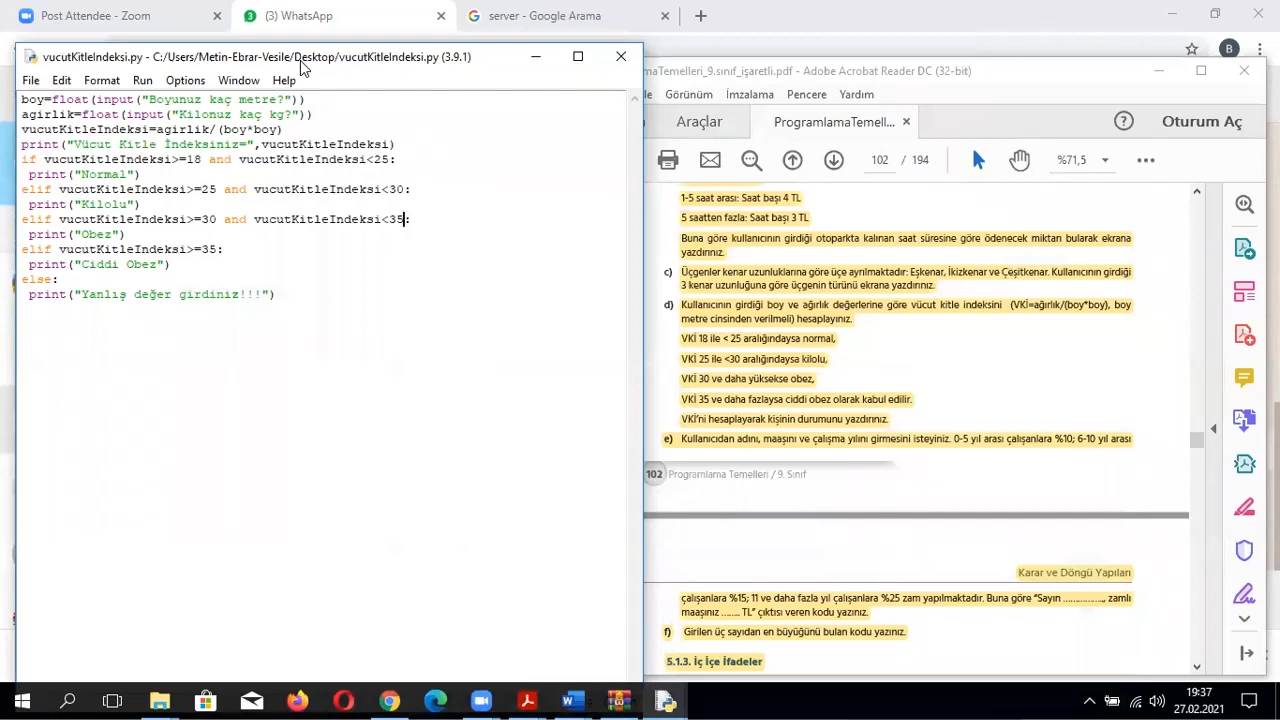 Post Attendee - Zoom
(3) WhatsApp
server - Google Arama
B
vucutKitleIndeksi.py - C:/Users/Metin-Ebrar-Vesile/Desktop/vucutKitleIndeksi.py (3.9.1)
File Edit Format Run Options Window Help
boy=float(input("Boyunuz kaç metre?"))
agirlik=float(input("Kilonuz kaç kg?"))
vucutKitleIndeksi=agirlik/(boy*boy)
print("Vücut Kitle İndeksiniz=",vucutKitleIndeksi)
if vucutKitleIndeksi>=18 and vucutKitleIndeksi<25:
print("Normal")
elif vucutKitleIndeksi>=25 and vucutKitleIndeksi<30:
print("Kilolu")
elif vucutKitleIndeksi>=30 and vucutKitleIndeksi<35:
print("Obez")
elif vucutKitleIndeksi>=35:
print("Ciddi Obez")
else:
print("Yanlış değer girdiniz!!!")
maTemelleri_9.sınıf_işaretli.pdf - Adobe Acrobat Reader DC (32-bit)
le Görünüm İmzalama Pencere Yardım
Araçlar
ProgramlamaTemell...
Oturum Aç
102 / 194
%71,5
1-5 saat arası: Saat başı 4 TL
5 saatten fazla: Saat başı 3 TL
Buna göre kullanıcının girdiği otoparkta kalınan saat süresine göre ödenecek miktarı bularak ekrana
yazdırınız.
c) Üçgenler kenar uzunluklarına göre üçe ayrılmaktadır: Eşkenar, İkizkenar ve Çeşitkenar. Kullanıcının girdiği
3 kenar uzunluğuna göre üçgenin türünü ekrana yazdırınız.
d) Kullanıcının girdiği boy ve ağırlık değerlerine göre vücut kitle indeksini (VKİ=ağırlık/(boy*boy), boy
metre cinsinden verilmeli) hesaplayınız.
VKİ 18 ile < 25 aralığındaysa normal,
VKİ 25 ile <30 aralığındaysa kilolu,
VKİ 30 ve daha yüksekse obez,
VKİ 35 ve daha fazlaysa ciddi obez olarak kabul edilir.
VKİ'ni hesaplayarak kişinin durumunu yazdırınız.
e) Kullanıcıdan adını, maaşını ve çalışma yılını girmesini isteyiniz. 0-5 yıl arası çalışanlara %10; 6-10 yıl arası
102 Programlama Temelleri / 9. Sınıf
Karar ve Döngü Yapıları
çalışanlara %15; 11 ve daha fazla yıl çalışanlara %25 zam yapılmaktadır. Buna göre "Sayın ............., zamlı
maaşınız ....... TL" çıktısı veren kodu yazınız.
f) Girilen üç sayıdan en büyüğünü bulan kodu yazınız.
5.1.3. İç İçe İfadeler
19:37
27.02.2021